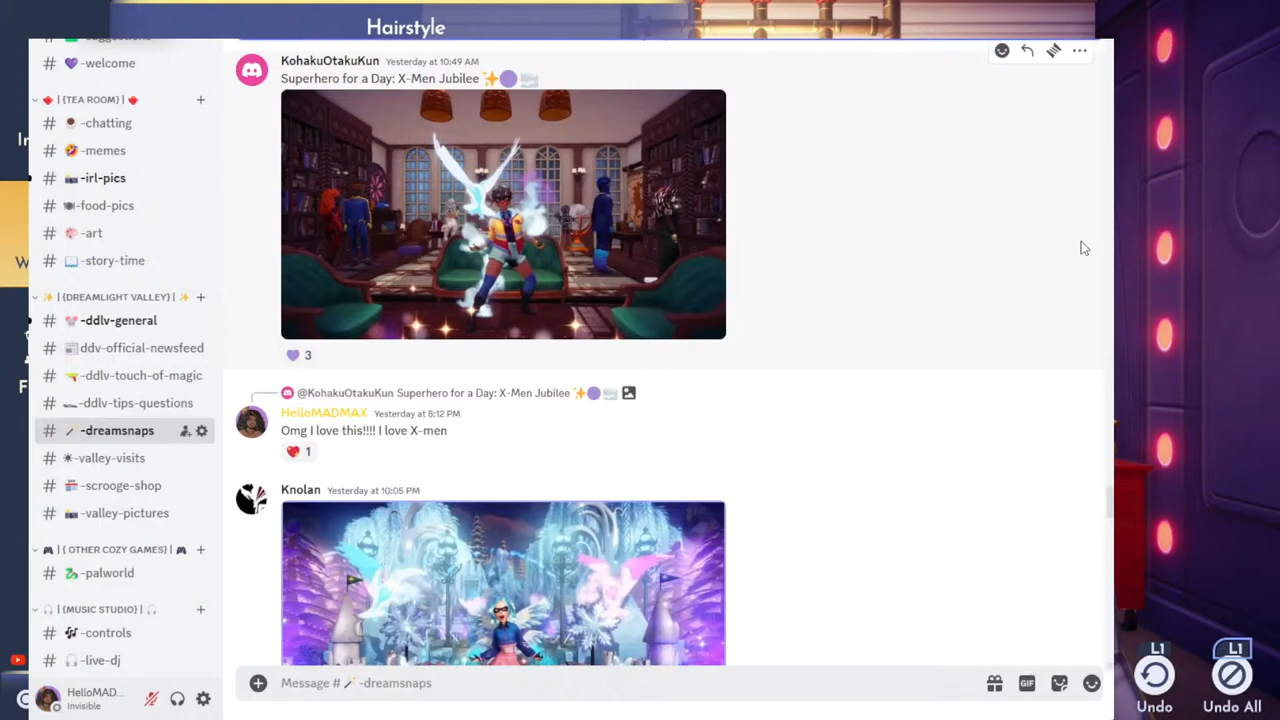 Hairstyle
-welcome
| {TEA ROOM} |
-chatting
-memes
-irl-pics
-food-pics
-art
-story-time
| {DREAMLIGHT VALLEY} |
-ddlv-general
ddv-official-newsfeed
-ddlv-touch-of-magic
-ddlv-tips-questions
-dreamsnaps
-valley-visits
-scrooge-shop
-valley-pictures
| { OTHER COZY GAMES} |
-palworld
| {MUSIC STUDIO} |
-controls
-live-dj
HelloMAD...
Invisible
KohakuOtakuKun Yesterday at 10:49 AM
Superhero for a Day: X-Men Jubilee
3
@KohakuOtakuKun Superhero for a Day: X-Men Jubilee
HelloMADMAX Yesterday at 8:12 PM
Omg I love this!!!! I love X-men
1
Knolan Yesterday at 10:05 PM
Message # -dreamsnaps
GIF
L1 L1
Undo Undo All